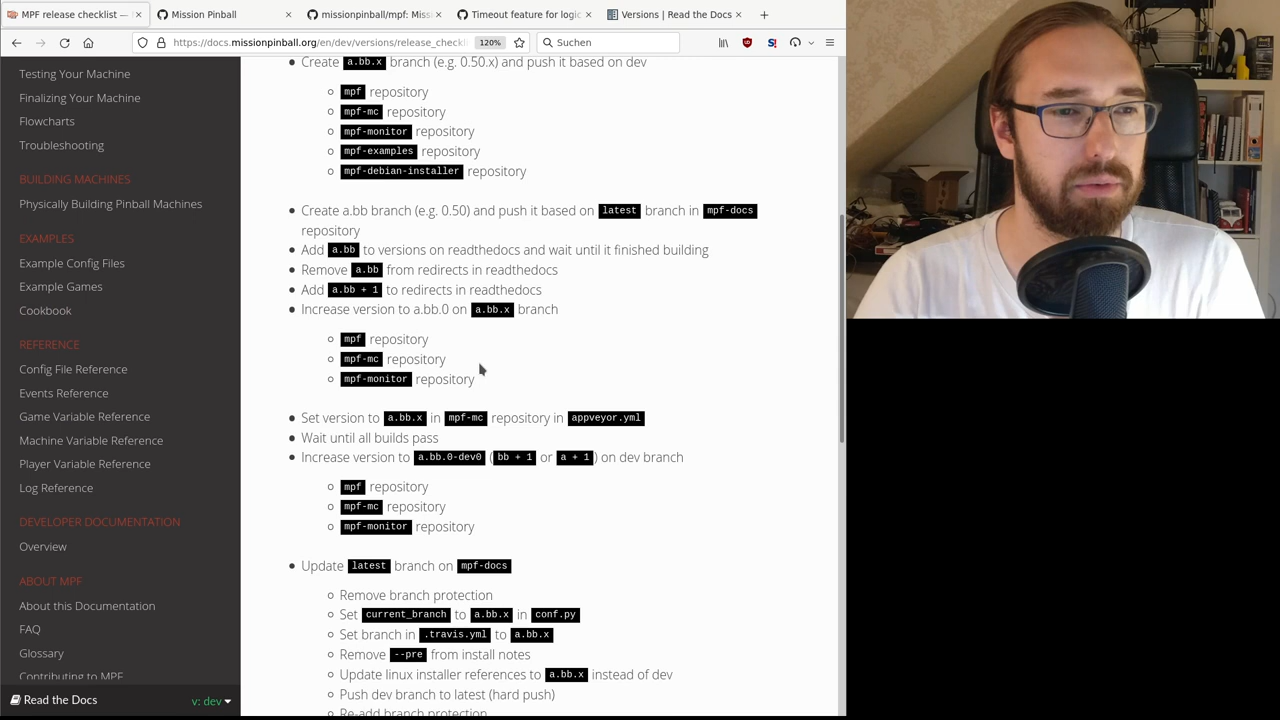 MPF release checklist —
Mission Pinball
missionpinball/mpf: Miss
Timeout feature for logic
Versions | Read the Docs
https://docs.missionpinball.org/en/dev/versions/release_checkl
120%
Suchen
Testing Your Machine
Finalizing Your Machine
Flowcharts
Troubleshooting
BUILDING MACHINES
Physically Building Pinball Machines
EXAMPLES
Example Config Files
Example Games
Cookbook
REFERENCE
Config File Reference
Events Reference
Game Variable Reference
Machine Variable Reference
Player Variable Reference
Log Reference
DEVELOPER DOCUMENTATION
Overview
ABOUT MPF
About this Documentation
FAQ
Glossary
Contributing to MPF
Read the Docs
v: dev
Create a.bb.x branch (e.g. 0.50.x) and push it based on dev
mpf repository
mpf-mc repository
mpf-monitor repository
mpf-examples repository
mpf-debian-installer repository
Create a.bb branch (e.g. 0.50) and push it based on latest branch in mpf-docs
repository
Add a.bb to versions on readthedocs and wait until it finished building
Remove a.bb from redirects in readthedocs
Add a.bb + 1 to redirects in readthedocs
Increase version to a.bb.0 on a.bb.x branch
mpf repository
mpf-mc repository
mpf-monitor repository
Set version to a.bb.x in mpf-mc repository in appveyor.yml
Wait until all builds pass
Increase version to a.bb.0-dev0 (bb + 1 or a + 1) on dev branch
mpf repository
mpf-mc repository
mpf-monitor repository
Update latest branch on mpf-docs
Remove branch protection
Set current_branch to a.bb.x in conf.py
Set branch in .travis.yml to a.bb.x
Remove --pre from install notes
Update linux installer references to a.bb.x instead of dev
Push dev branch to latest (hard push)
Re-add branch protection